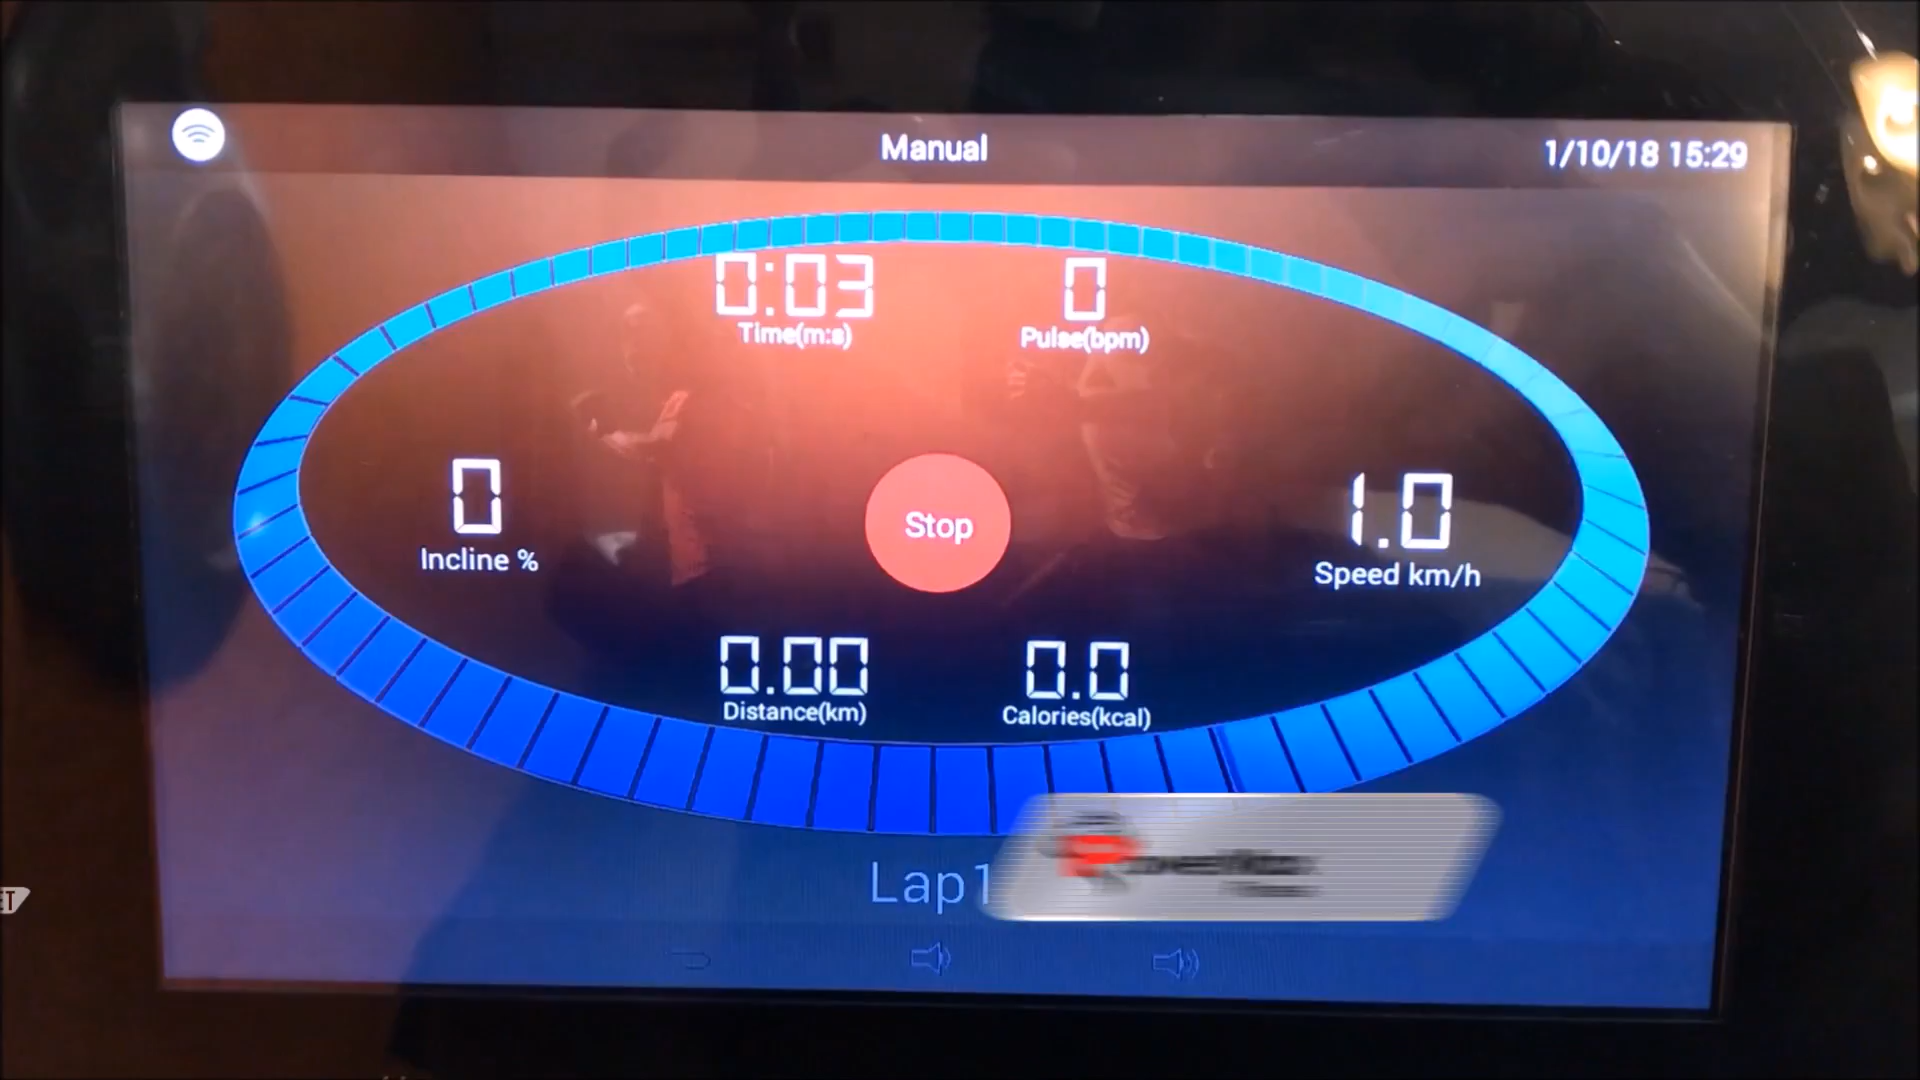 Manual
1/10/18 15:29
0:03
Time(m:s)
0
Pulse(bpm)
0
Incline %
Stop
1.0
Speed km/h
0.00
Distance(km)
0.0
Calories(kcal)
Lap1
ET